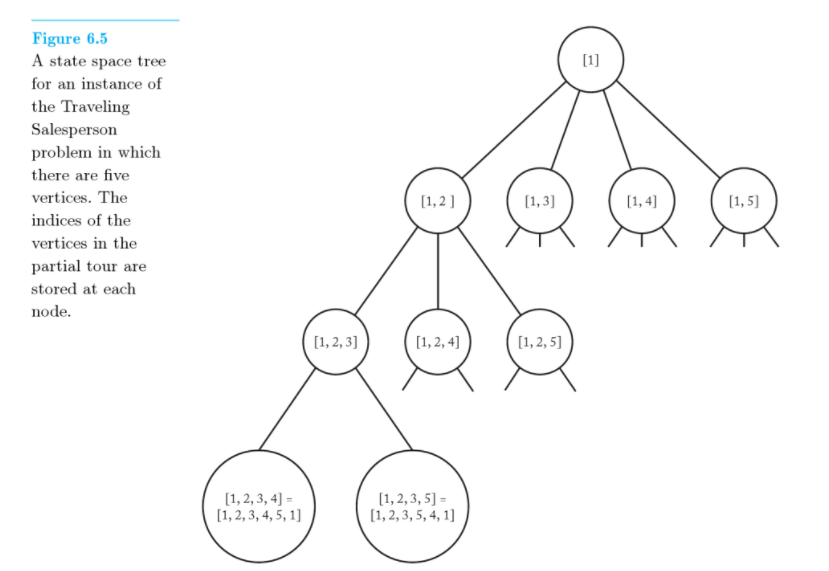 Figure 6.5
A state space tree
for an instance of
the Traveling
Salesperson
problem in which
there are five
vertices. The
indices of the
vertices in the
partial tour are
stored at each
node.
[1]
[1, 2 ]
[1, 3]
[1, 4]
[1, 5]
[1, 2, 3]
[1, 2, 4]
[1, 2, 5]
[1, 2, 3, 4] =
[1, 2, 3, 4, 5, 1]
[1, 2, 3, 5] =
[1, 2, 3, 5, 4, 1]